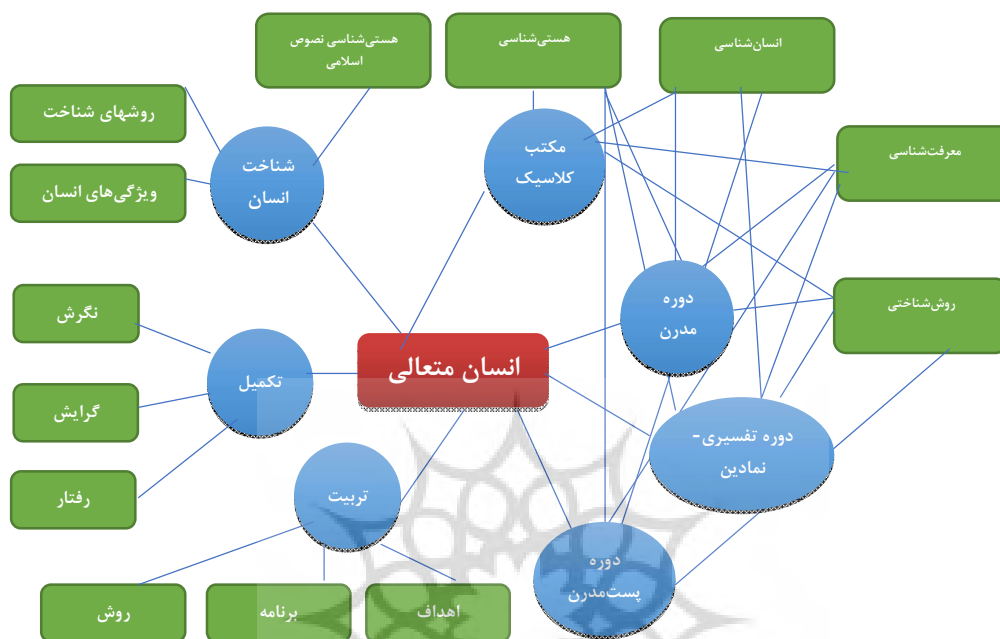 انسان‌شناسی
هستی‌شناسی
هستی‌شناسی نصوص
اسلامی
روشهای شناخت
ویژگی‌های انسان
شناخت
انسان
مکتب
کلاسیک
معرفت‌شناسی
روش‌شناختی
دوره
مدرن
انسان متعالی
نگرش
تکمیل
گرایش
رفتار
دوره تفسیری-
نمادین
تربیت
دوره
پست‌مدرن
اهداف
برنامه
روش